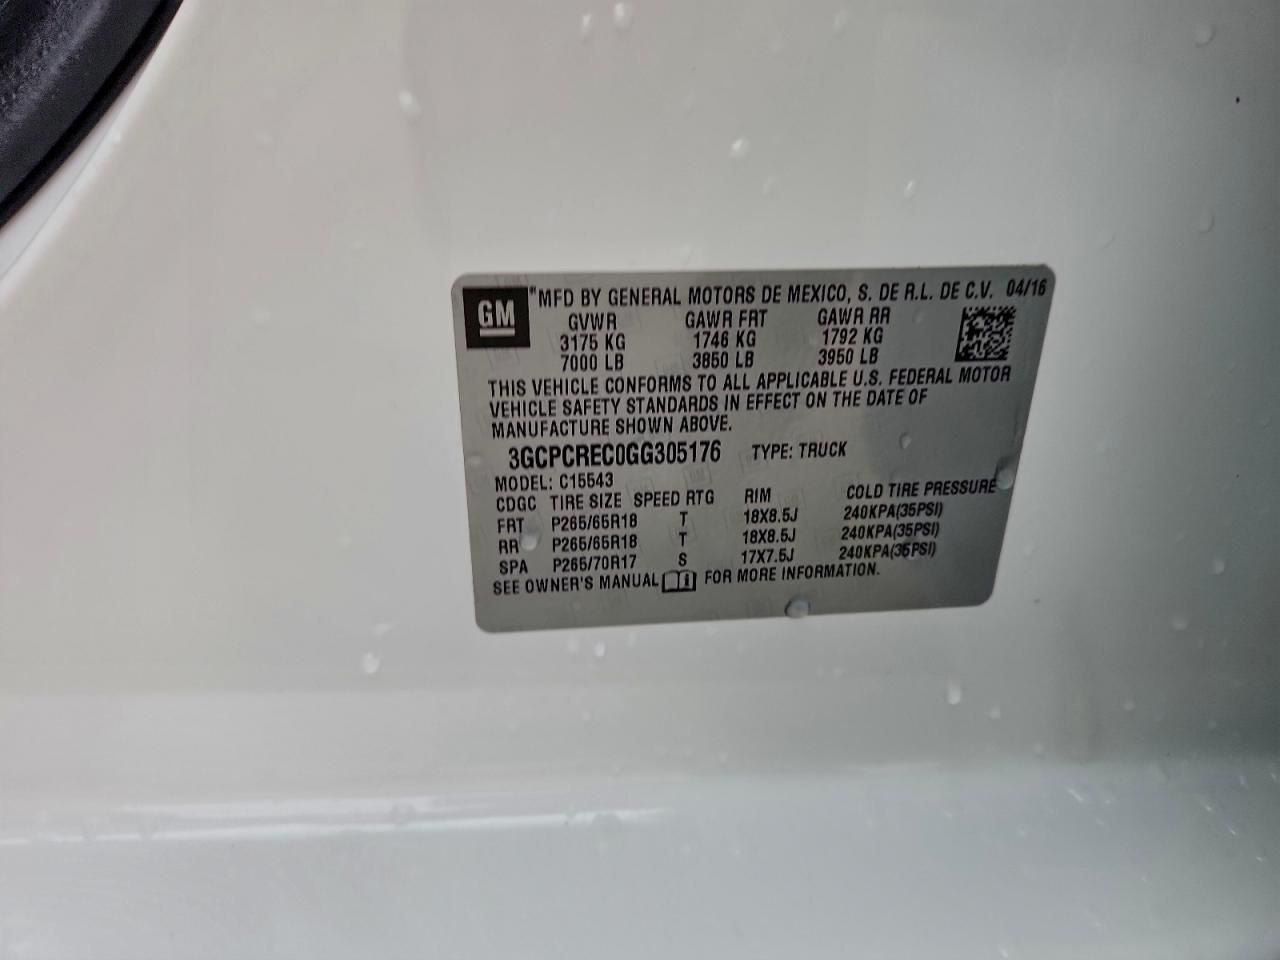 GM
*MFD BY GENERAL MOTORS DE MEXICO, S. DE R.L. DE C.V. 04/16
GVWR GAWR FRT GAWR RR
3175 KG 1746 KG 1792 KG
7000 LB 3850 LB 3950 LB
THIS VEHICLE CONFORMS TO ALL APPLICABLE U.S. FEDERAL MOTOR
VEHICLE SAFETY STANDARDS IN EFFECT ON THE DATE OF
MANUFACTURE SHOWN ABOVE.
3GCPCREC0GG305176 TYPE: TRUCK
MODEL: C15543
CDGC TIRE SIZE SPEED RTG RIM COLD TIRE PRESSURE
FRT P265/65R18 T 18X8.5J 240KPA(35PSI)
RR P265/65R18 T 18X8.5J 240KPA(35PSI)
SPA P265/70R17 S 17X7.5J 240KPA(35PSI)
SEE OWNER'S MANUAL FOR MORE INFORMATION.